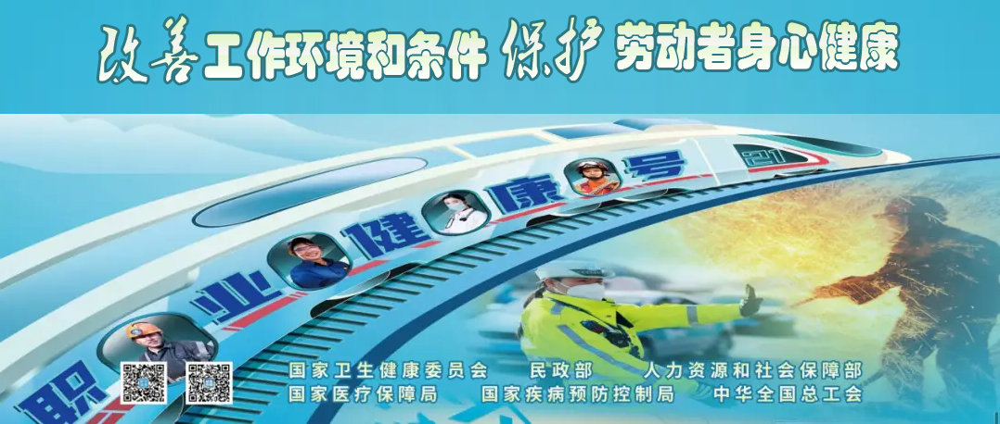 改善工作环境和条件 保护 劳动者身心健康
职业健康号
21
国家卫生健康委员会 民政部 人力资源和社会保障部
国家医疗保障局 国家疾病预防控制局 中华全国总工会